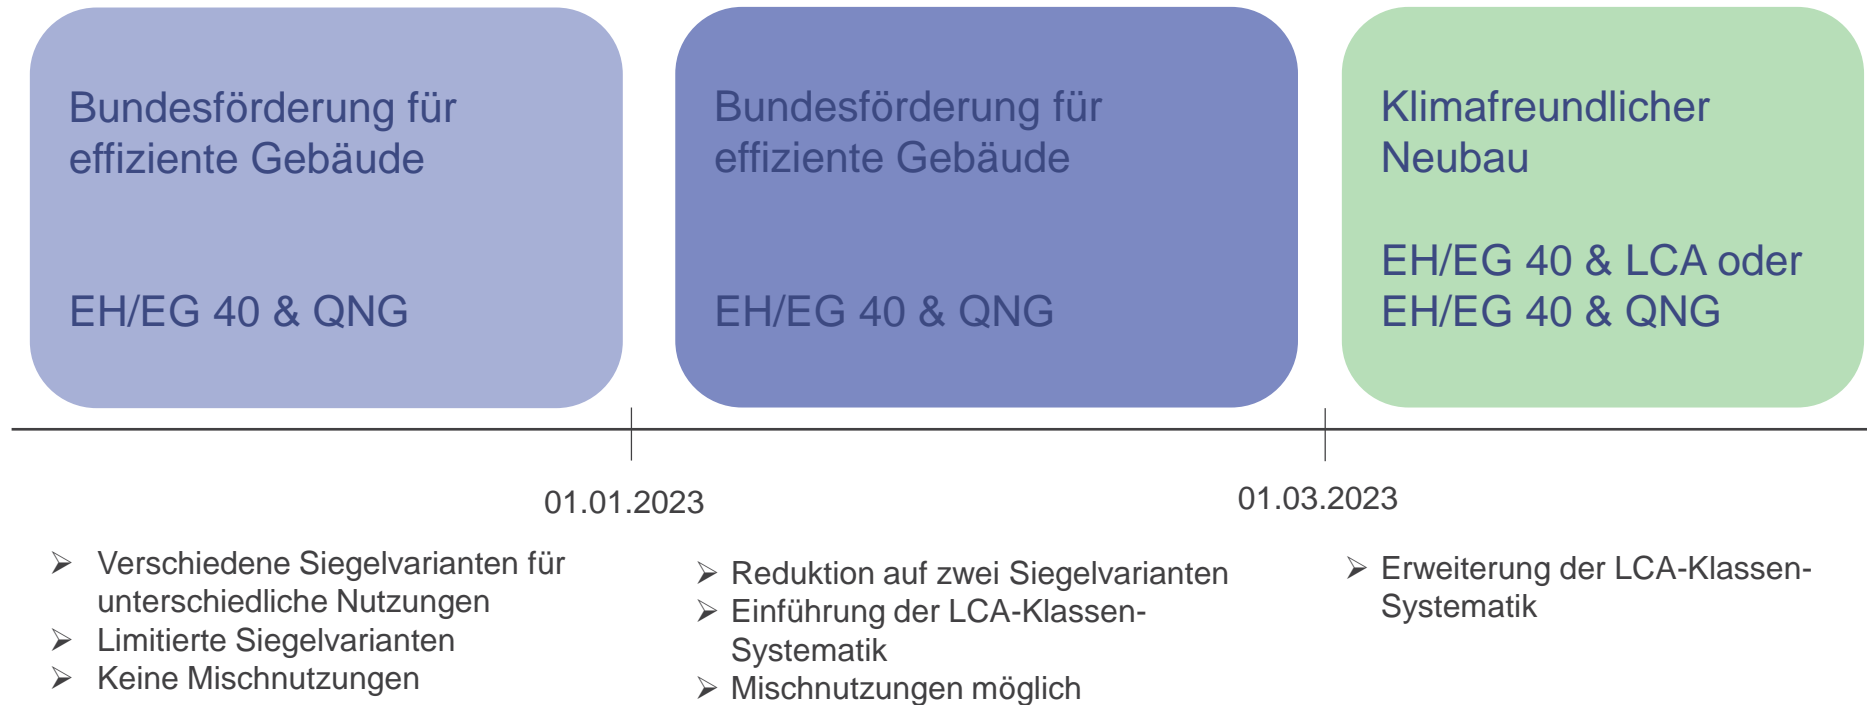 Bundesförderung für
effiziente Gebäude
EH/EG 40 & QNG
Bundesförderung für
effiziente Gebäude
EH/EG 40 & QNG
Klimafreundlicher
Neubau
EH/EG 40 & LCA oder
EH/EG 40 & QNG
01.01.2023
01.03.2023
➢ Verschiedene Siegelvarianten für
unterschiedliche Nutzungen
➢ Limitierte Siegelvarianten
➢ Keine Mischnutzungen
➢ Reduktion auf zwei Siegelvarianten
➢ Einführung der LCA-Klassen-
Systematik
➢ Mischnutzungen möglich
➢ Erweiterung der LCA-Klassen-
Systematik